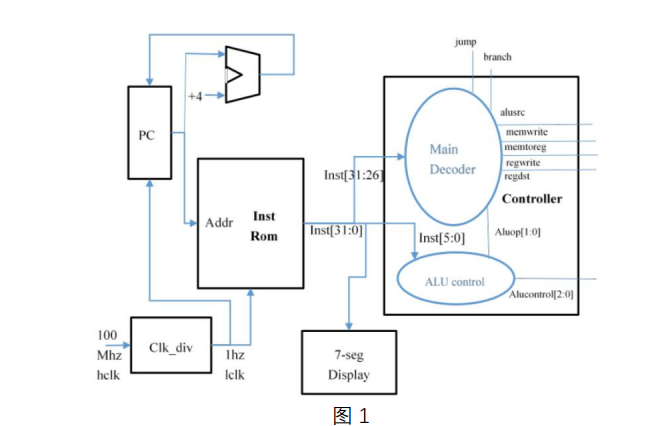 jump
branch
+4
PC
alusrc
memwrite
memtoreg
regwrite
regdst
Main
Decoder
Controller
Inst[31:26]
Addr
Inst
Rom
Inst[31:0]
Inst[5:0]
Aluop[1:0]
ALU control
Alucontrol[2:0]
100
Mhz
hclk
Clk_div
1hz
lclk
7-seg
Display
图 1